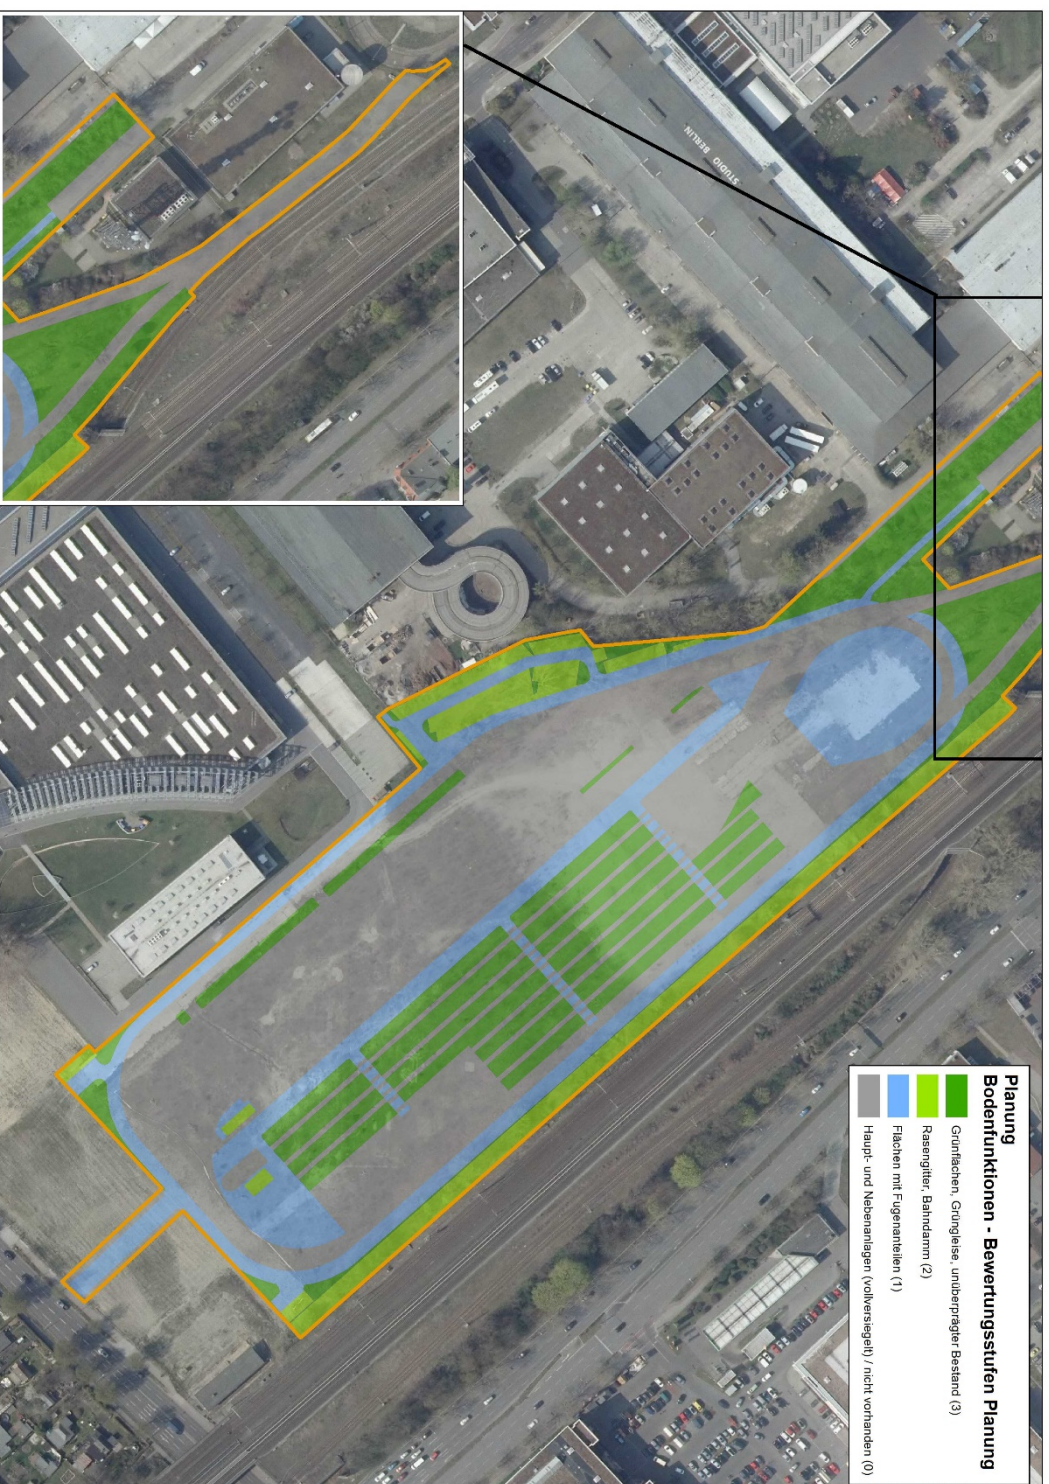 Planung
Bodenfunktionen - Bewertungsstufen Planung
Grünflächen, Grüngleise, unüberprägter Bestand (3)
Rasengitter, Bahndamm (2)
Flächen mit Fugenanteilen (1)
Haupt- und Nebenanlagen (vollversiegelt) / nicht vorhanden (0)
STUDIO BERLIN